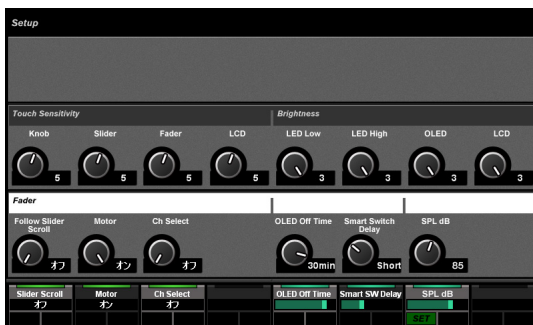 Setup
Touch Sensitivity
Brightness
Knob
Slider
Fader
LCD
LED Low
LED High
OLED
LCD
5
5
5
5
3
3
3
3
Fader
Follow Slider
Scroll
Motor
Ch Select
OLED Off Time
Smart Switch
Delay
SPL dB
オフ
オン
オフ
30min
Short
85
Slider Scroll
Motor
Ch Select
OLED Off Time
Smart SW Delay
SPL dB
オフ
オン
オフ
SET